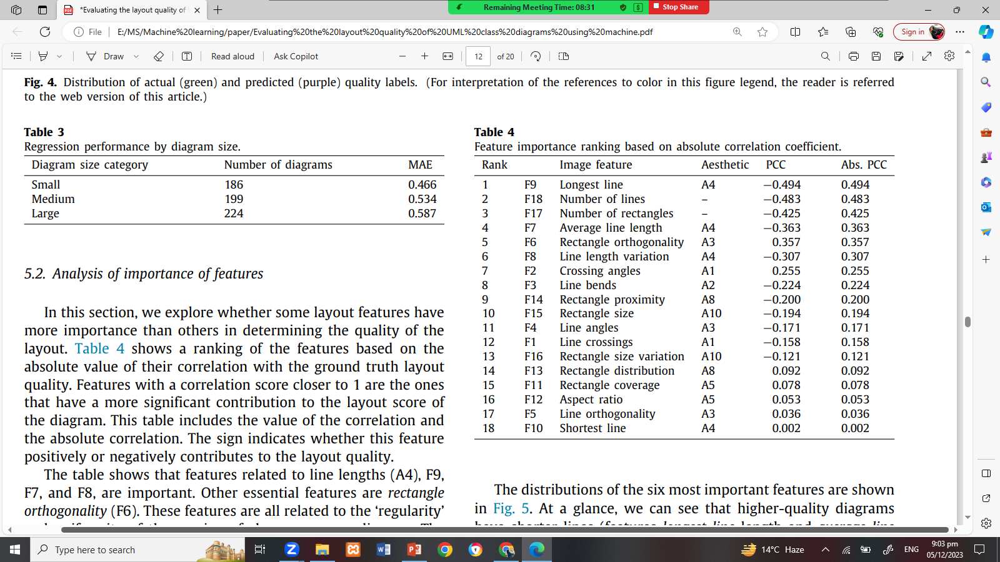 *Evaluating the layout quality of
Remaining Meeting Time: 08:31
Stop Share
File
E:/MS/Machine%20learning/paper/Evaluating%20the%20layout%20quality%20of%20UML%20class%20diagrams%20using%20machine.pdf
Sign in
Draw
Read aloud
Ask Copilot
12
of 20
Fig. 4. Distribution of actual (green) and predicted (purple) quality labels. (For interpretation of the references to color in this figure legend, the reader is referred
to the web version of this article.)
Table 3
Regression performance by diagram size.
Diagram size category Number of diagrams MAE
Small 186 0.466
Medium 199 0.534
Large 224 0.587
5.2. Analysis of importance of features
In this section, we explore whether some layout features have
more importance than others in determining the quality of the
layout. Table 4 shows a ranking of the features based on the
absolute value of their correlation with the ground truth layout
quality. Features with a correlation score closer to 1 are the ones
that have a more significant contribution to the layout score of
the diagram. This table includes the value of the correlation and
the absolute correlation. The sign indicates whether this feature
positively or negatively contributes to the layout quality.
The table shows that features related to line lengths (A4), F9,
F7, and F8, are important. Other essential features are rectangle
orthogonality (F6). These features are all related to the ‘regularity’
Table 4
Feature importance ranking based on absolute correlation coefficient.
Rank Image feature Aesthetic PCC Abs. PCC
1 F9 Longest line A4 −0.494 0.494
2 F18 Number of lines – −0.483 0.483
3 F17 Number of rectangles – −0.425 0.425
4 F7 Average line length A4 −0.363 0.363
5 F6 Rectangle orthogonality A3 0.357 0.357
6 F8 Line length variation A4 −0.307 0.307
7 F2 Crossing angles A1 0.255 0.255
8 F3 Line bends A2 −0.224 0.224
9 F14 Rectangle proximity A8 −0.200 0.200
10 F15 Rectangle size A10 −0.194 0.194
11 F4 Line angles A3 −0.171 0.171
12 F1 Line crossings A1 −0.158 0.158
13 F16 Rectangle size variation A10 −0.121 0.121
14 F13 Rectangle distribution A8 0.092 0.092
15 F11 Rectangle coverage A5 0.078 0.078
16 F12 Aspect ratio A5 0.053 0.053
17 F5 Line orthogonality A3 0.036 0.036
18 F10 Shortest line A4 0.002 0.002
The distributions of the six most important features are shown
in Fig. 5. At a glance, we can see that higher-quality diagrams
have shorter lines (features longest line length and average line
Type here to search
14°C Haze
ENG
9:03 pm
05/12/2023